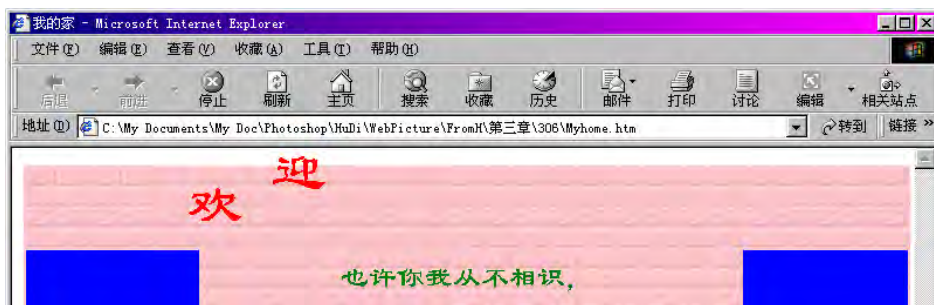 我的家 - Microsoft Internet Explorer
文件(F) 编辑(E) 查看(V) 收藏(A) 工具(T) 帮助(H)
后退 前进 停止 刷新 主页 搜索 收藏 历史 邮件 打印 讨论 编辑 相关站点
地址(D) C:\My Documents\My Doc\Photoshop\HuDi\WebPicture\FromH\第三章\306\Myhome.htm 转到 链接 »
迎
欢
也许你我从不相识,